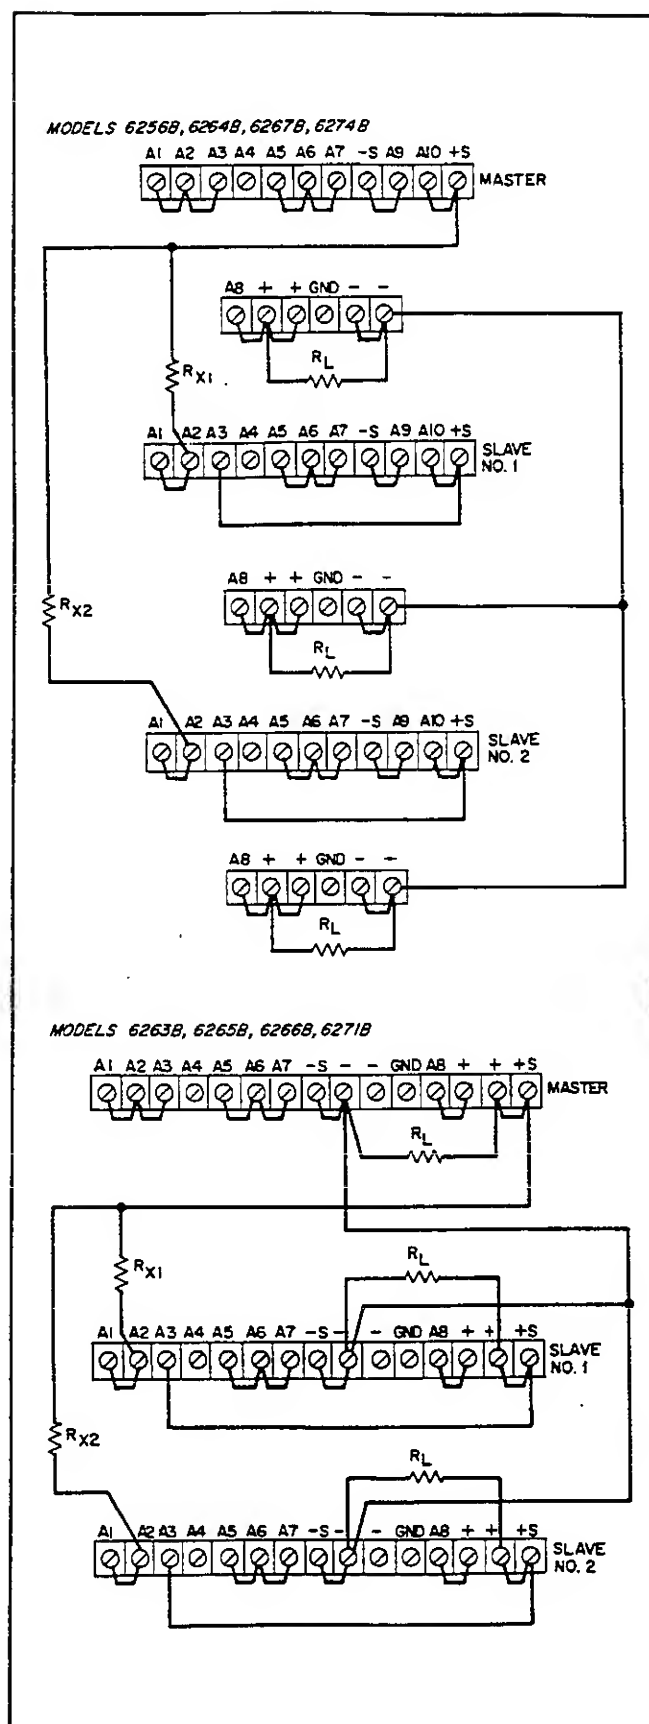 MODELS 6256B, 6264B, 6267B, 6274B
A1 A2 A3 A4 A5 A6 A7 -S A9 A10 +S
MASTER
A8 + + GND - -
RL
RX1
A1 A2 A3 A4 A5 A6 A7 -S A9 A10 +S
SLAVE
NO. 1
A8 + + GND - -
RX2
RL
A1 A2 A3 A4 A5 A6 A7 -S A9 A10 +S
SLAVE
NO. 2
A8 + + GND - -
RL
MODELS 6263B, 6265B, 6266B, 6271B
A1 A2 A3 A4 A5 A6 A7 -S - - GND A8 + + +S
MASTER
RL
RX1
RL
A1 A2 A3 A4 A5 A6 A7 -S - - GND A8 + + +S
SLAVE
NO. 1
RX2
RL
A1 A2 A3 A4 A5 A6 A7 -S - - GND A8 + + +S
SLAVE
NO. 2